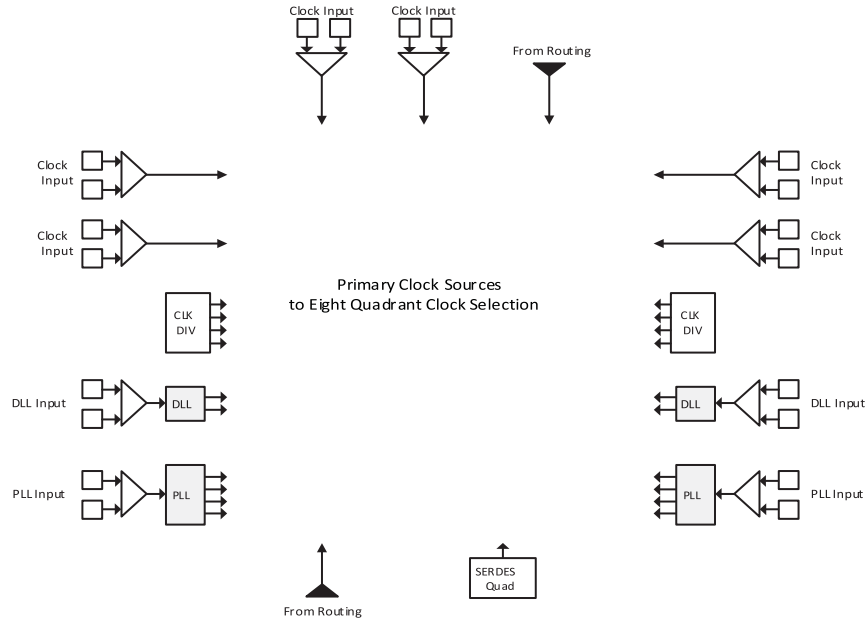 Clock Input
Clock Input
From Routing
Clock
Input
Clock
Input
Clock
Input
Clock
Input
Primary Clock Sources
to Eight Quadrant Clock Selection
CLK
DIV
CLK
DIV
DLL Input
DLL
DLL
DLL Input
PLL Input
PLL
PLL
PLL Input
SERDES
Quad
From Routing